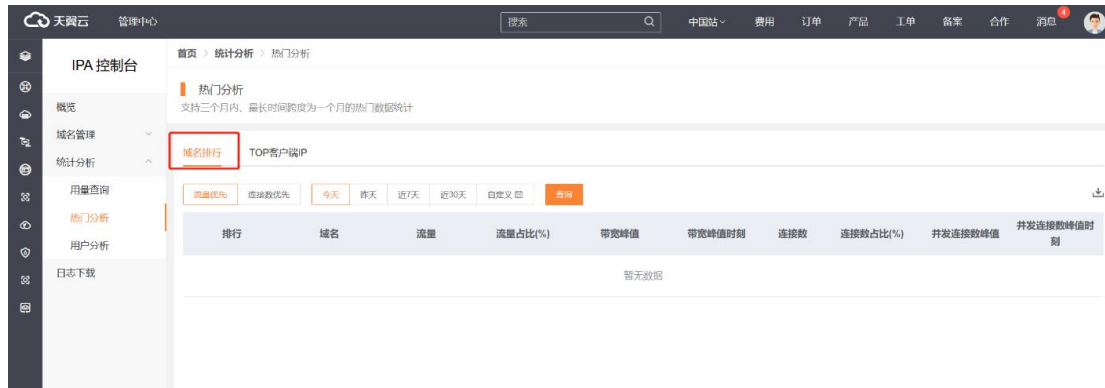 天翼云 管理中心 搜索 中国站 费用 订单 产品 工单 备案 合作 消息 4
IPA 控制台
概览
域名管理
统计分析
用量查询
热门分析
用户分析
日志下载
首页 > 统计分析 > 热门分析
热门分析
支持三个月内、最长时间跨度为一个月的热门数据统计
域名排行 TOP客户端IP
流量优先 连接数优先 今天 昨天 近7天 近30天 自定义 查询
排行 域名 流量 流量占比(%) 带宽峰值 带宽峰值时刻 连接数 连接数占比(%) 并发连接数峰值 并发连接数峰值时
刻
暂无数据